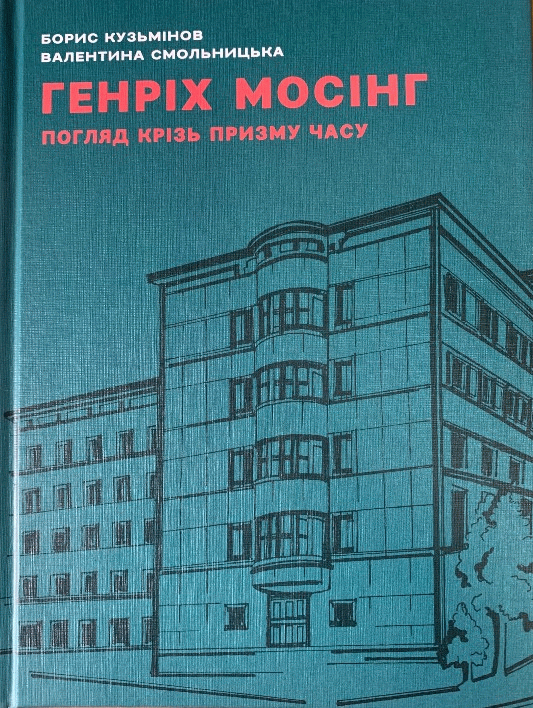 БОРИС КУЗЬМІНОВ
ВАЛЕНТИНА СМОЛЬНИЦЬКА
ГЕНРІХ МОСІНГ
ПОГЛЯД КРІЗЬ ПРИЗМУ ЧАСУ